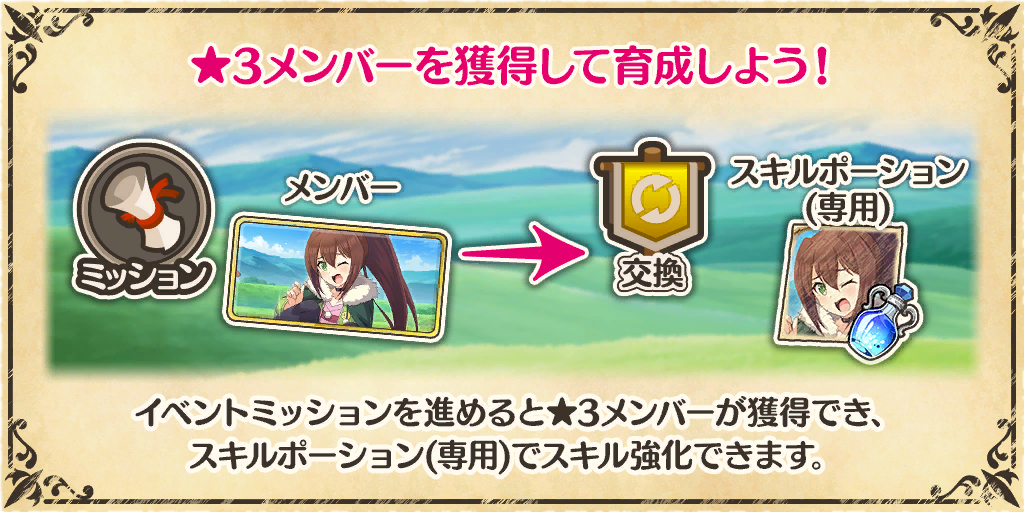 ★3メンバーを獲得して育成しよう!
ミッション
メンバー
交換
スキルポーション
(専用)
イベントミッションを進めると★3メンバーが獲得でき、
スキルポーション(専用)でスキル強化できます。